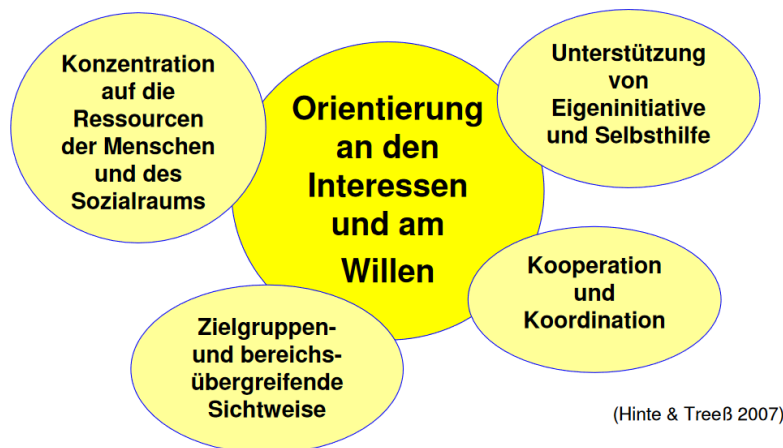 Konzentration
auf die
Ressourcen
der Menschen
und des
Sozialraums
Orientierung
an den
Interessen
und am
Willen
Unterstützung
von
Eigeninitiative
und Selbsthilfe
Kooperation
und
Koordination
Zielgruppen-
und bereichs-
übergreifende
Sichtweise
(Hinte & Treeß 2007)